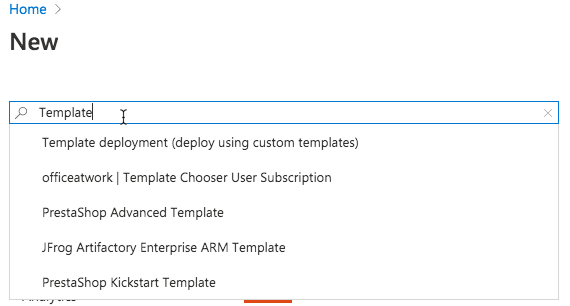 Home >
New
Template
Template deployment (deploy using custom templates)
officeatwork | Template Chooser User Subscription
PrestaShop Advanced Template
JFrog Artifactory Enterprise ARM Template
PrestaShop Kickstart Template